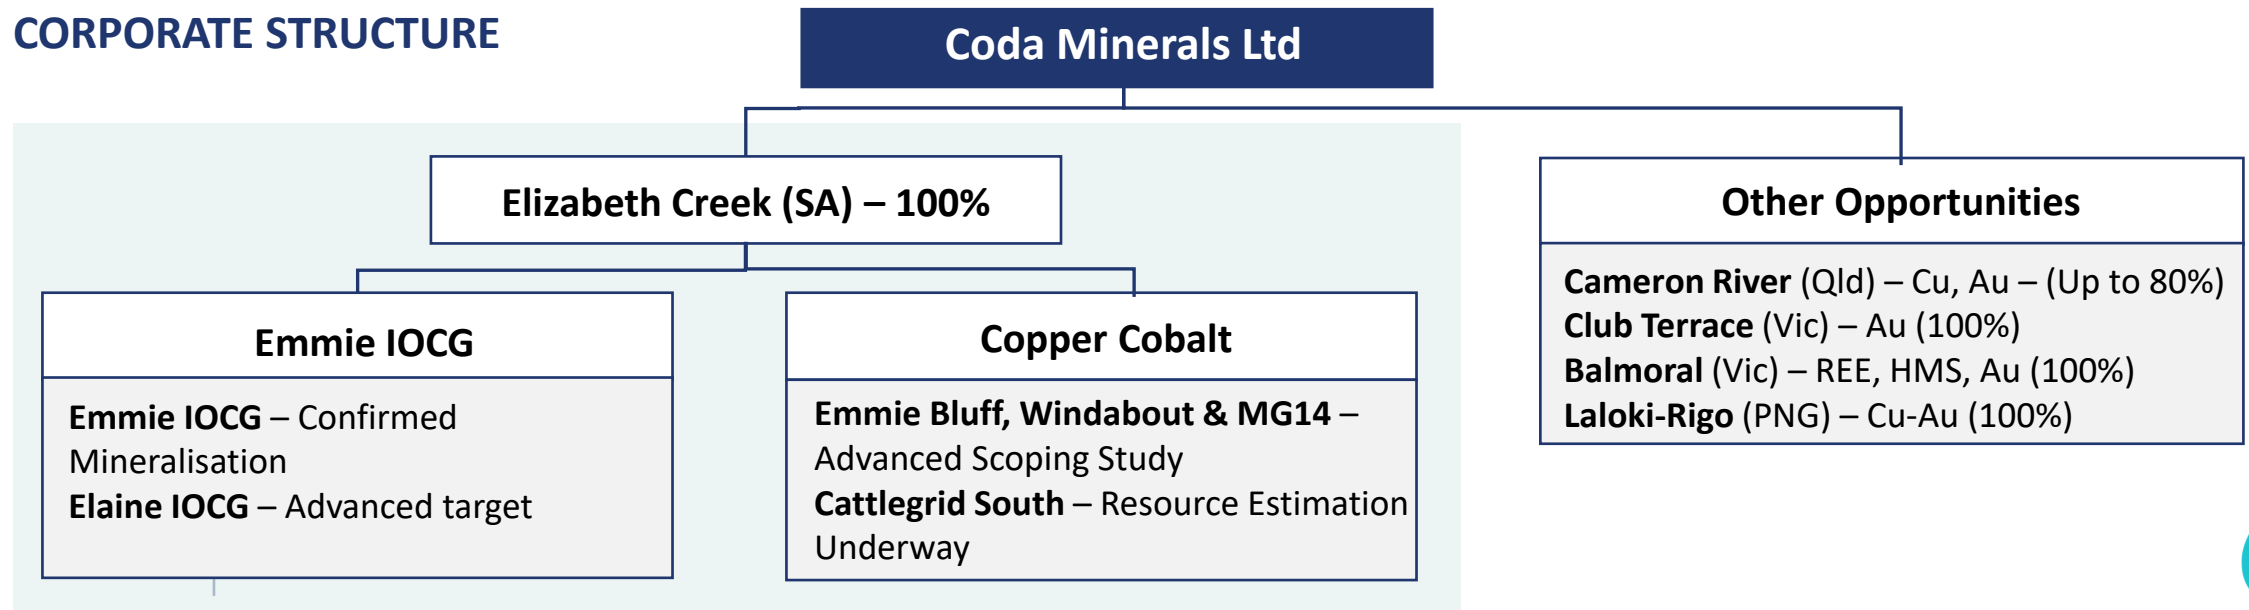 CORPORATE STRUCTURE
Coda Minerals Ltd
Elizabeth Creek (SA) – 100%
Emmie IOCG
Emmie IOCG – Confirmed
Mineralisation
Elaine IOCG – Advanced target
Copper Cobalt
Emmie Bluff, Windabout & MG14 –
Advanced Scoping Study
Cattlegrid South – Resource Estimation
Underway
Other Opportunities
Cameron River (Qld) – Cu, Au – (Up to 80%)
Club Terrace (Vic) – Au (100%)
Balmoral (Vic) – REE, HMS, Au (100%)
Laloki-Rigo (PNG) – Cu-Au (100%)